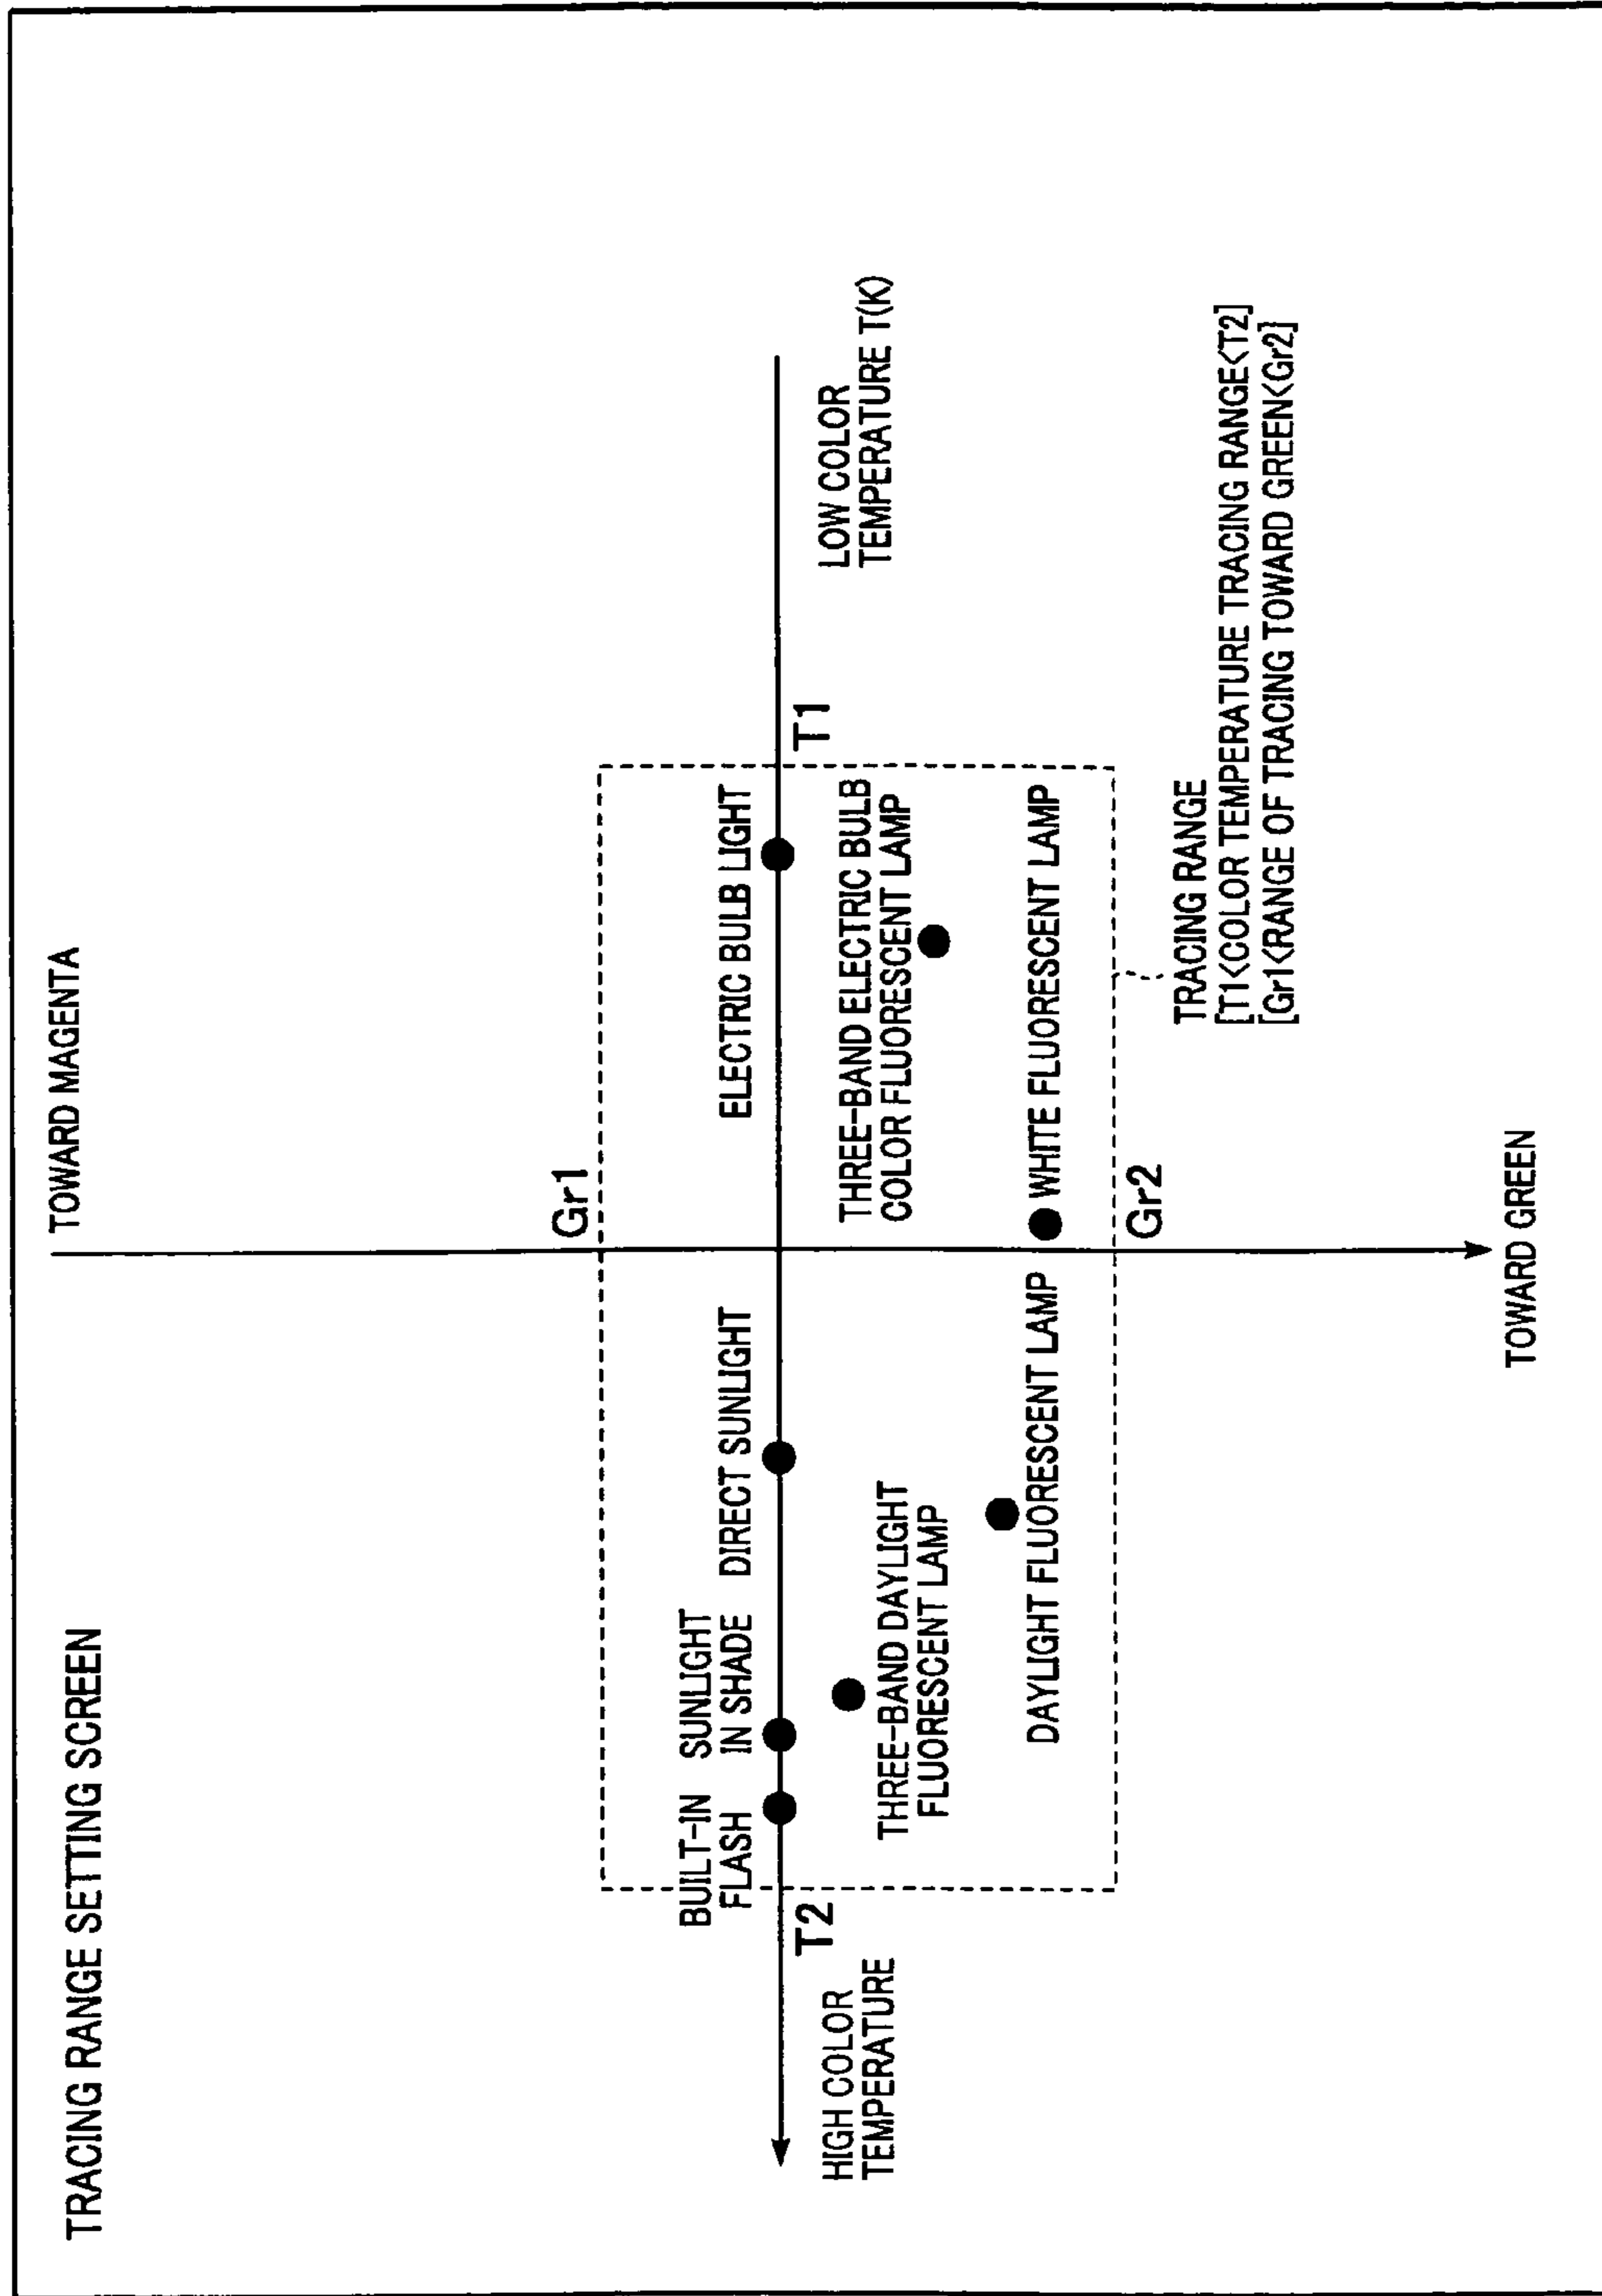 TRACING RANGE SETTING SCREEN
TOWARD MAGENTA
Gr1
BUILT-IN
FLASH
SUNLIGHT
IN SHADE
DIRECT SUNLIGHT
ELECTRIC BULB LIGHT
T2
T1
HIGH COLOR
TEMPERATURE
LOW COLOR
TEMPERATURE T(K)
THREE-BAND DAYLIGHT
FLUORESCENT LAMP
THREE-BAND ELECTRIC BULB
COLOR FLUORESCENT LAMP
DAYLIGHT FLUORESCENT LAMP
WHITE FLUORESCENT LAMP
Gr2
TRACING RANGE
[T1<COLOR TEMPERATURE TRACING RANGE<T2]
[Gr1<RANGE OF TRACING TOWARD GREEN<Gr2]
TOWARD GREEN